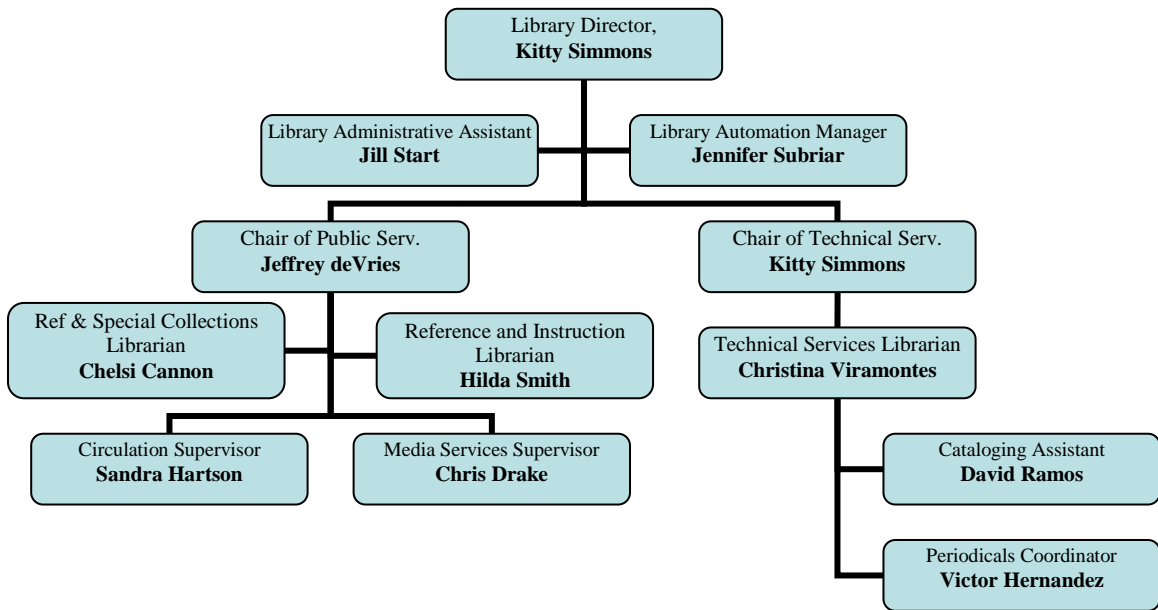 Library Director,
Kitty Simmons
Library Administrative Assistant
Jill Start
Library Automation Manager
Jennifer Subriar
Chair of Public Serv.
Jeffrey deVries
Chair of Technical Serv.
Kitty Simmons
Ref & Special Collections
Librarian
Chelsi Cannon
Reference and Instruction
Librarian
Hilda Smith
Technical Services Librarian
Christina Viramontes
Circulation Supervisor
Sandra Hartson
Media Services Supervisor
Chris Drake
Cataloging Assistant
David Ramos
Periodicals Coordinator
Victor Hernandez